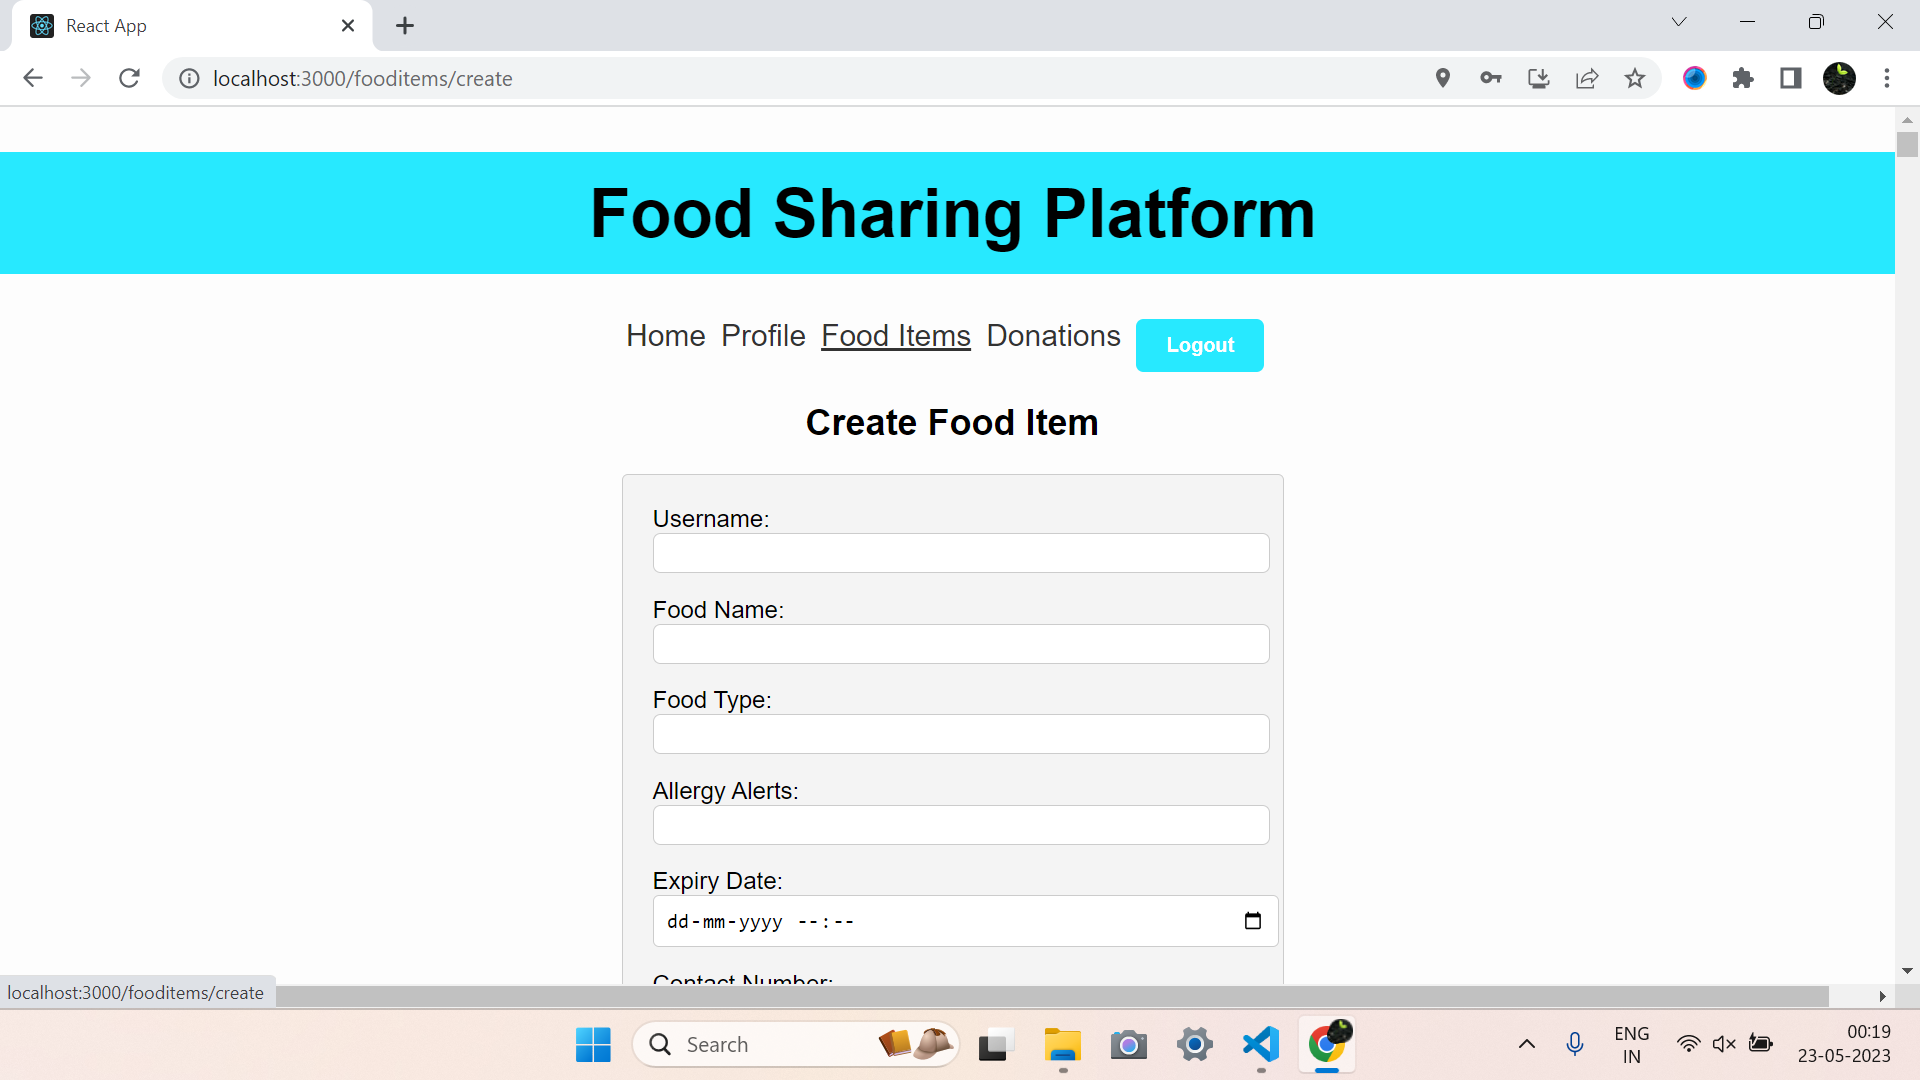 React App
localhost:3000/fooditems/create
Food Sharing Platform
Home Profile Food Items Donations Logout
Create Food Item
Username:
Food Name:
Food Type:
Allergy Alerts:
Expiry Date:
dd-mm-yyyy --:--
Contact Number:
localhost:3000/fooditems/create
Search
ENG
IN
00:19
23-05-2023